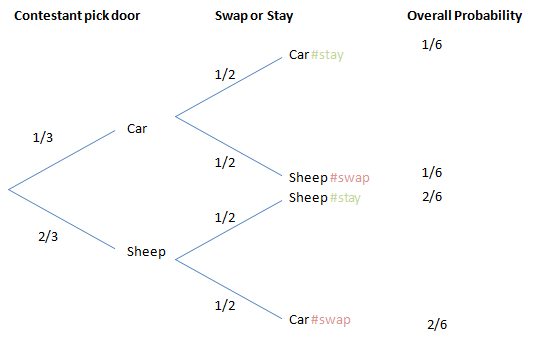 Contestant pick door Swap or Stay Overall Probability
Car #stay 1/6
1/2
1/3 Car
1/2
Sheep #swap 1/6
Sheep #stay 2/6
1/2
2/3 Sheep
1/2
Car #swap 2/6